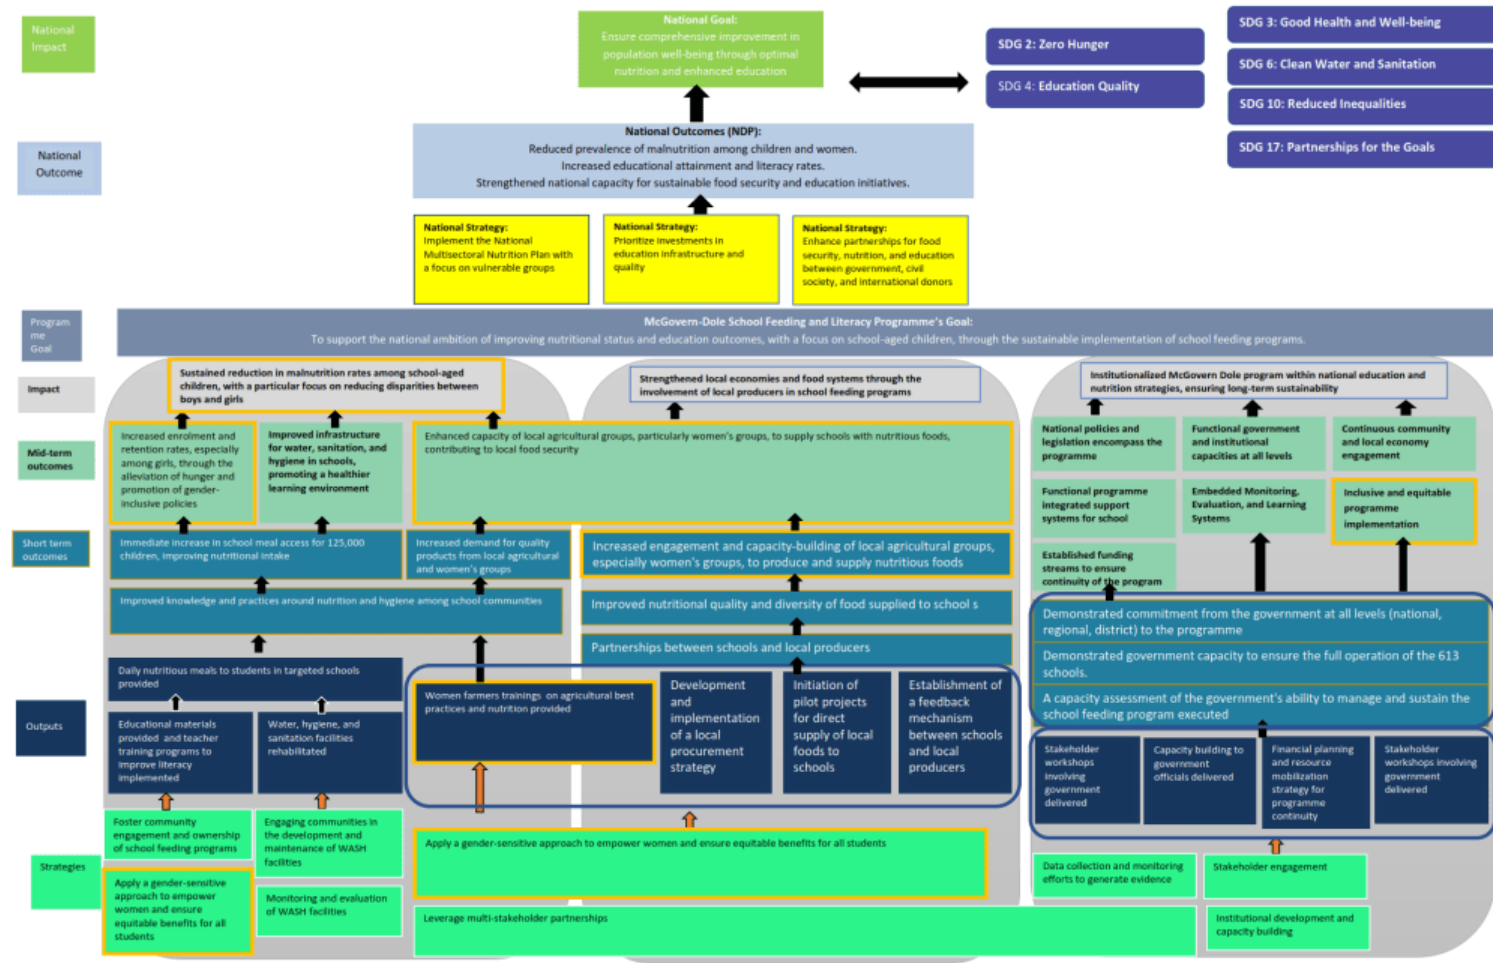 National
Impact
National Goal:
Ensure comprehensive improvement in
population well-being through optimal
nutrition and enhanced education
SDG 2: Zero Hunger
SDG 4: Education Quality
SDG 3: Good Health and Well-being
SDG 6: Clean Water and Sanitation
SDG 10: Reduced Inequalities
SDG 17: Partnerships for the Goals
National
Outcome
National Outcomes (NDP):
Reduced prevalence of malnutrition among children and women.
Increased educational attainment and literacy rates.
Strengthened national capacity for sustainable food security and education initiatives.
National Strategy:
Implement the National
Multisectoral Nutrition Plan with
a focus on vulnerable groups
National Strategy:
Prioritize investments in
education infrastructure and
quality
National Strategy:
Enhance partnerships for food
security, nutrition, and education
between government, civil
society, and international donors
Program
me
Goal
McGovern-Dole School Feeding and Literacy Programme's Goal:
To support the national ambition of improving nutritional status and education outcomes, with a focus on school-aged children, through the sustainable implementation of school feeding programs.
Impact
Sustained reduction in malnutrition rates among school-aged
children, with a particular focus on reducing disparities between
boys and girls
Strengthened local economies and food systems through the
involvement of local producers in school feeding programs
Institutionalized McGovern Dole program within national education and
nutrition strategies, ensuring long-term sustainability
Mid-term
outcomes
Increased enrolment and
retention rates, especially
among girls, through the
alleviation of hunger and
promotion of gender-
inclusive policies
Improved infrastructure
for water, sanitation, and
hygiene in schools,
promoting a healthier
learning environment
Enhanced capacity of local agricultural groups, particularly women's groups, to supply schools with nutritious foods,
contributing to local food security
National policies and
legislation encompass the
programme
Functional government
and institutional
capacities at all levels
Continuous community
and local economy
engagement
Functional programme
integrated support
systems for school
Embedded Monitoring,
Evaluation, and Learning
Systems
Inclusive and equitable
programme
implementation
Established funding
streams to ensure
continuity of the program
Short term
outcomes
Immediate increase in school meal access for 125,000
children, improving nutritional intake
Increased demand for quality
products from local agricultural
and women's groups
Increased engagement and capacity-building of local agricultural groups,
especially women's groups, to produce and supply nutritious foods
Improved knowledge and practices around nutrition and hygiene among school communities
Improved nutritional quality and diversity of food supplied to school s
Partnerships between schools and local producers
Demonstrated commitment from the government at all levels (national,
regional, district) to the programme
Demonstrated government capacity to ensure the full operation of the 613
schools.
A capacity assessment of the government's ability to manage and sustain the
school feeding program executed
Outputs
Daily nutritious meals to students in targeted schools
provided
Educational materials
provided and teacher
training programs to
improve literacy
implemented
Water, hygiene, and
sanitation facilities
rehabilitated
Women farmers trainings on agricultural best
practices and nutrition provided
Development
and
implementation
of a local
procurement
strategy
Initiation of
pilot projects
for direct
supply of local
foods to
schools
Establishment of
a feedback
mechanism
between schools
and local
producers
Stakeholder
workshops
involving
government
delivered
Capacity building to
government
officials delivered
Financial planning
and resource
mobilization
strategy for
programme
continuity
Stakeholder
workshops involving
government
delivered
Strategies
Foster community
engagement and ownership
of school feeding programs
Engaging communities in
the development and
maintenance of WASH
facilities
Apply a gender-sensitive
approach to empower
women and ensure
equitable benefits for all
students
Monitoring and evaluation
of WASH facilities
Apply a gender-sensitive approach to empower women and ensure equitable benefits for all students
Leverage multi-stakeholder partnerships
Data collection and monitoring
efforts to generate evidence
Stakeholder engagement
Institutional development and
capacity building